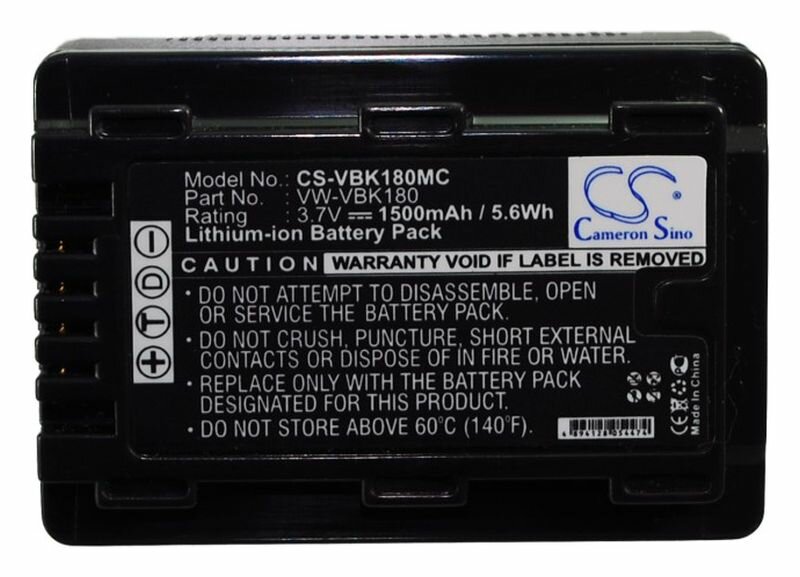 Model No.: CS-VBK180MC
Part No.: VW-VBK180
Rating : 3.7V 1500mAh / 5.6Wh
Lithium-ion Battery Pack
CS
Cameron Sino
CAUTION WARRANTY VOID IF LABEL IS REMOVED
• DO NOT ATTEMPT TO DISASSEMBLE, OPEN
OR SERVICE THE BATTERY PACK.
• DO NOT CRUSH, PUNCTURE, SHORT EXTERNAL
CONTACTS OR DISPOSE OF IN FIRE OR WATER.
• REPLACE ONLY WITH THE BATTERY PACK
DESIGNATED FOR THIS PRODUCT.
• DO NOT STORE ABOVE 60°C (140°F).
− D T +
CE
Made In China